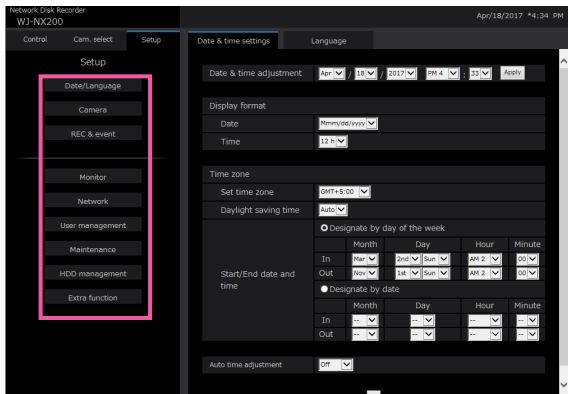 Network Disk Recorder
WJ-NX200
Apr/18/2017 *4:34 PM
Control Cam. select Setup
Date & time settings Language
Setup
Date/Language
Camera
REC & event
Monitor
Network
User management
Maintenance
HDD management
Extra function
Date & time adjustment Apr / 18 / 2017 PM 4 : 33 Apply
Display format
Date Mmm/dd/yyyy
Time 12 h
Time zone
Set time zone GMT+5:00
Daylight saving time Auto
Start/End date and time
Designate by day of the week
Month Day Hour Minute
In Mar 2nd Sun AM 2 00
Out Nov 1st Sun AM 2 00
Designate by date
Month Day Hour Minute
In -- -- -- --
Out -- -- -- --
Auto time adjustment Off